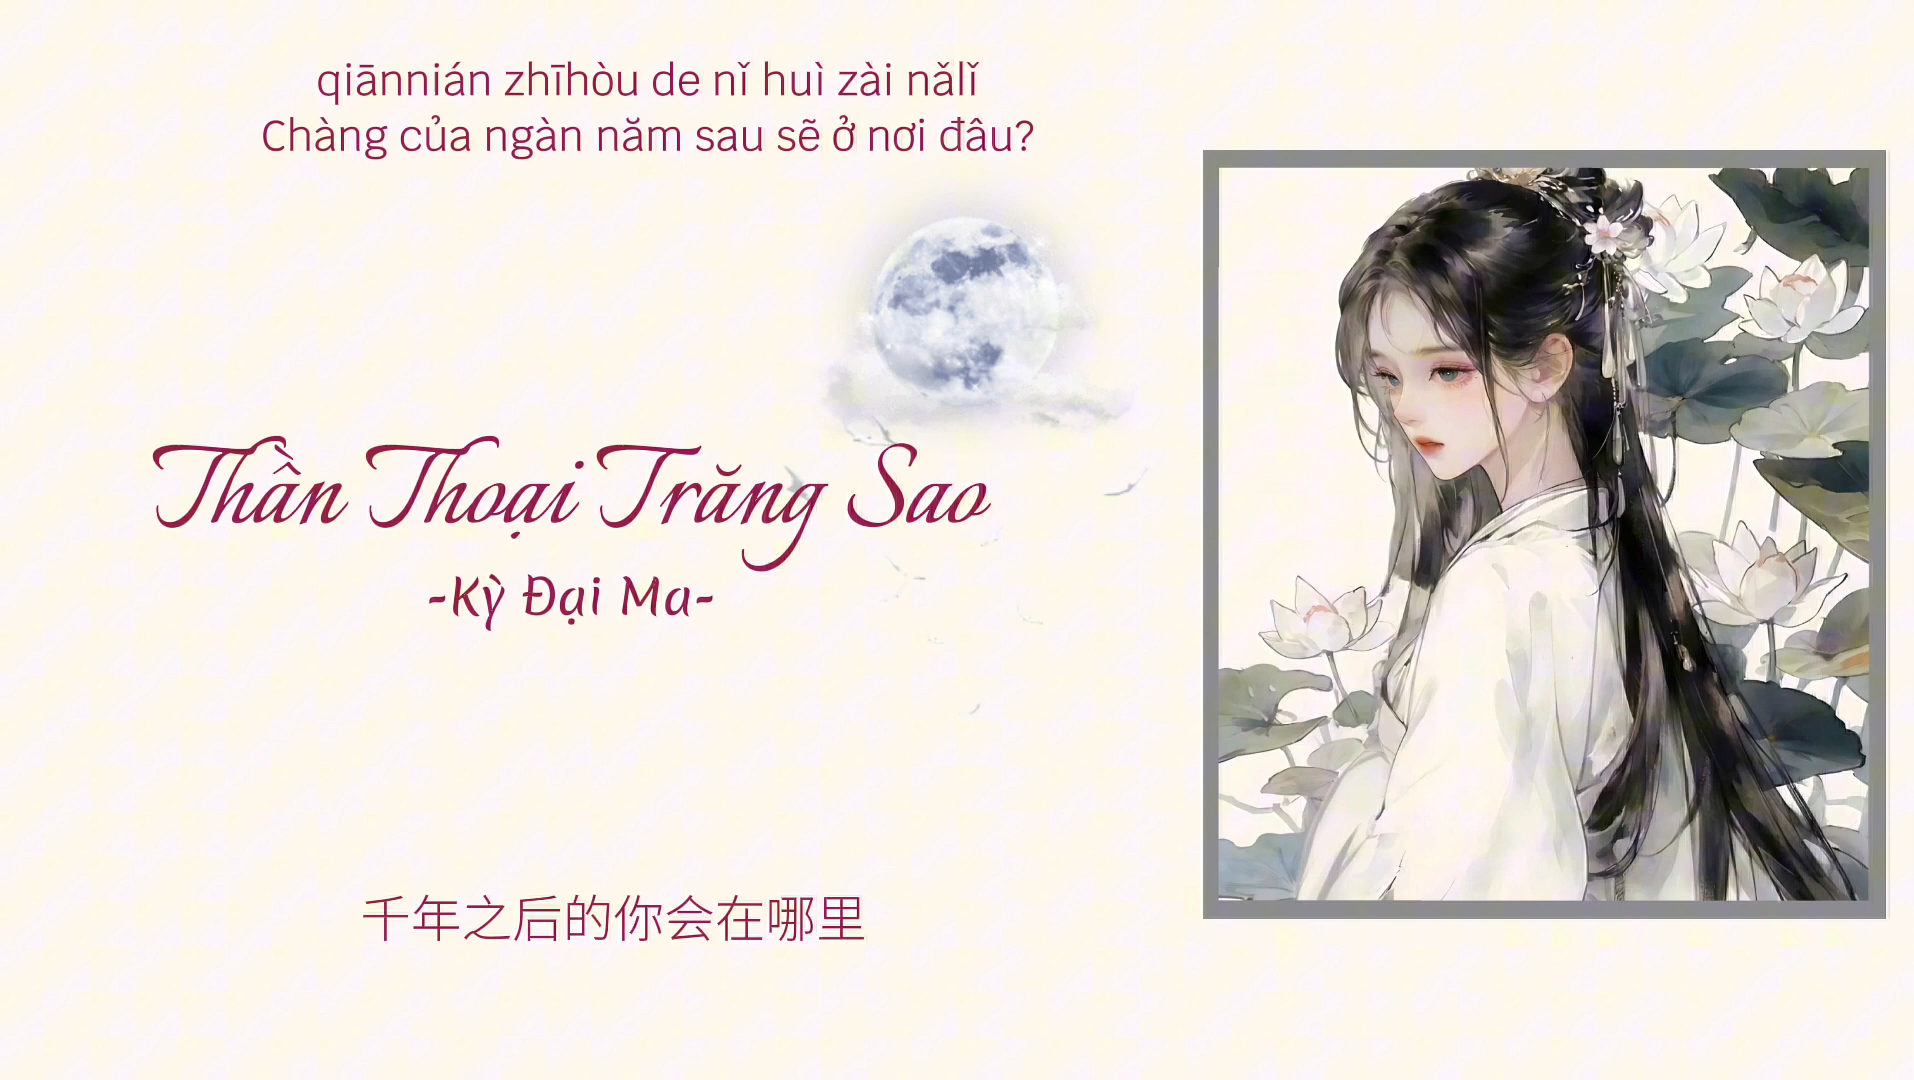 qiānnián zhīhòu de nǐ huì zài nǎlǐ
Chàng của ngàn năm sau sẽ ở nơi đâu?
Thần Thoại Trăng Sao
-Kỳ Đại Ma-
千年之后的你会在哪里